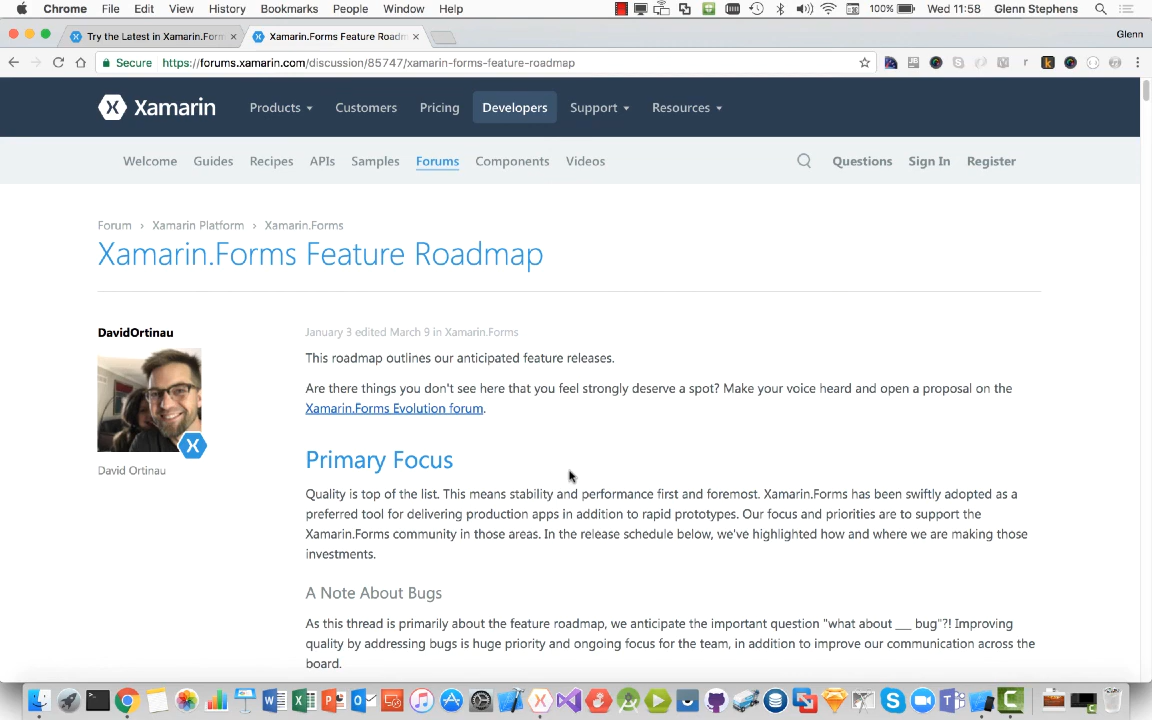 Chrome File Edit View History Bookmarks People Window Help 100% Wed 11:58 Glenn Stephens
Try the Latest in Xamarin.Form Xamarin.Forms Feature Roadm Glenn
Secure https://forums.xamarin.com/discussion/85747/xamarin-forms-feature-roadmap
Xamarin Products Customers Pricing Developers Support Resources
Welcome Guides Recipes APIs Samples Forums Components Videos Questions Sign In Register
Forum › Xamarin Platform › Xamarin.Forms
Xamarin.Forms Feature Roadmap
DavidOrtinau
David Ortinau
January 3 edited March 9 in Xamarin.Forms
This roadmap outlines our anticipated feature releases.
Are there things you don't see here that you feel strongly deserve a spot? Make your voice heard and open a proposal on the
Xamarin.Forms Evolution forum.
Primary Focus
Quality is top of the list. This means stability and performance first and foremost. Xamarin.Forms has been swiftly adopted as a
preferred tool for delivering production apps in addition to rapid prototypes. Our focus and priorities are to support the
Xamarin.Forms community in those areas. In the release schedule below, we've highlighted how and where we are making those
investments.
A Note About Bugs
As this thread is primarily about the feature roadmap, we anticipate the important question "what about ___ bug"?! Improving
quality by addressing bugs is huge priority and ongoing focus for the team, in addition to improve our communication across the
board.